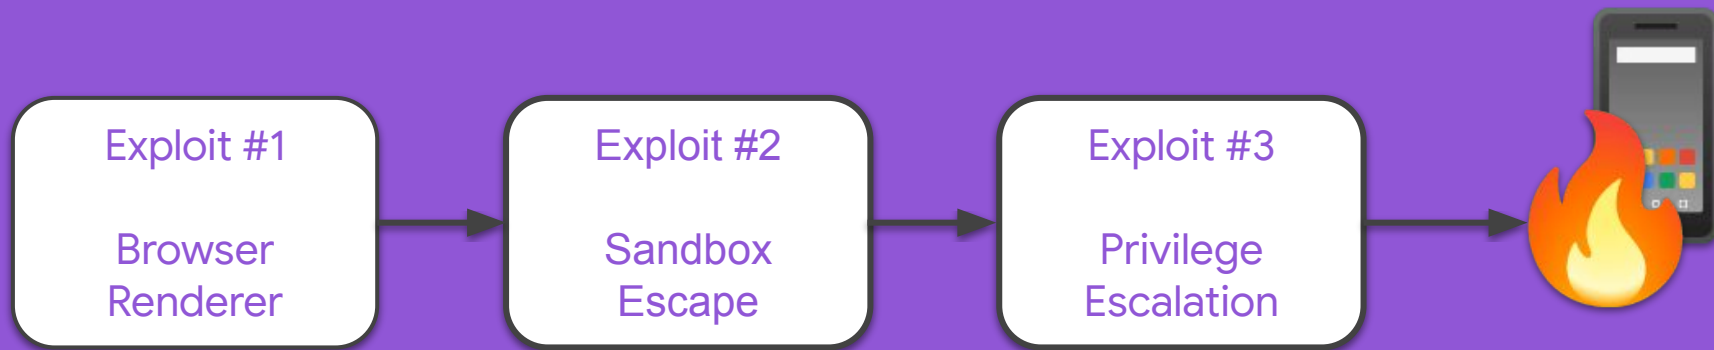 Exploit #1
Browser
Renderer
Exploit #2
Sandbox
Escape
Exploit #3
Privilege
Escalation